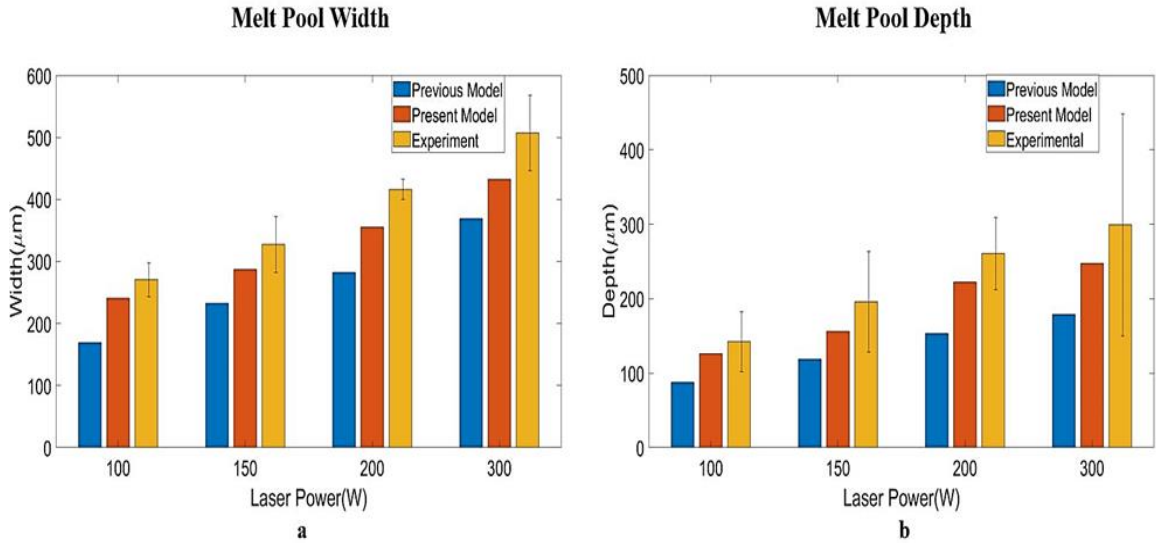 Melt Pool Width
600
500
400
300
200
100
0
Width(μm)
Previous Model
Present Model
Experiment
100 150 200 300
Laser Power(W)
a
Melt Pool Depth
500
400
300
200
100
0
Depth(μm)
Previous Model
Present Model
Experimental
100 150 200 300
Laser Power(W)
b